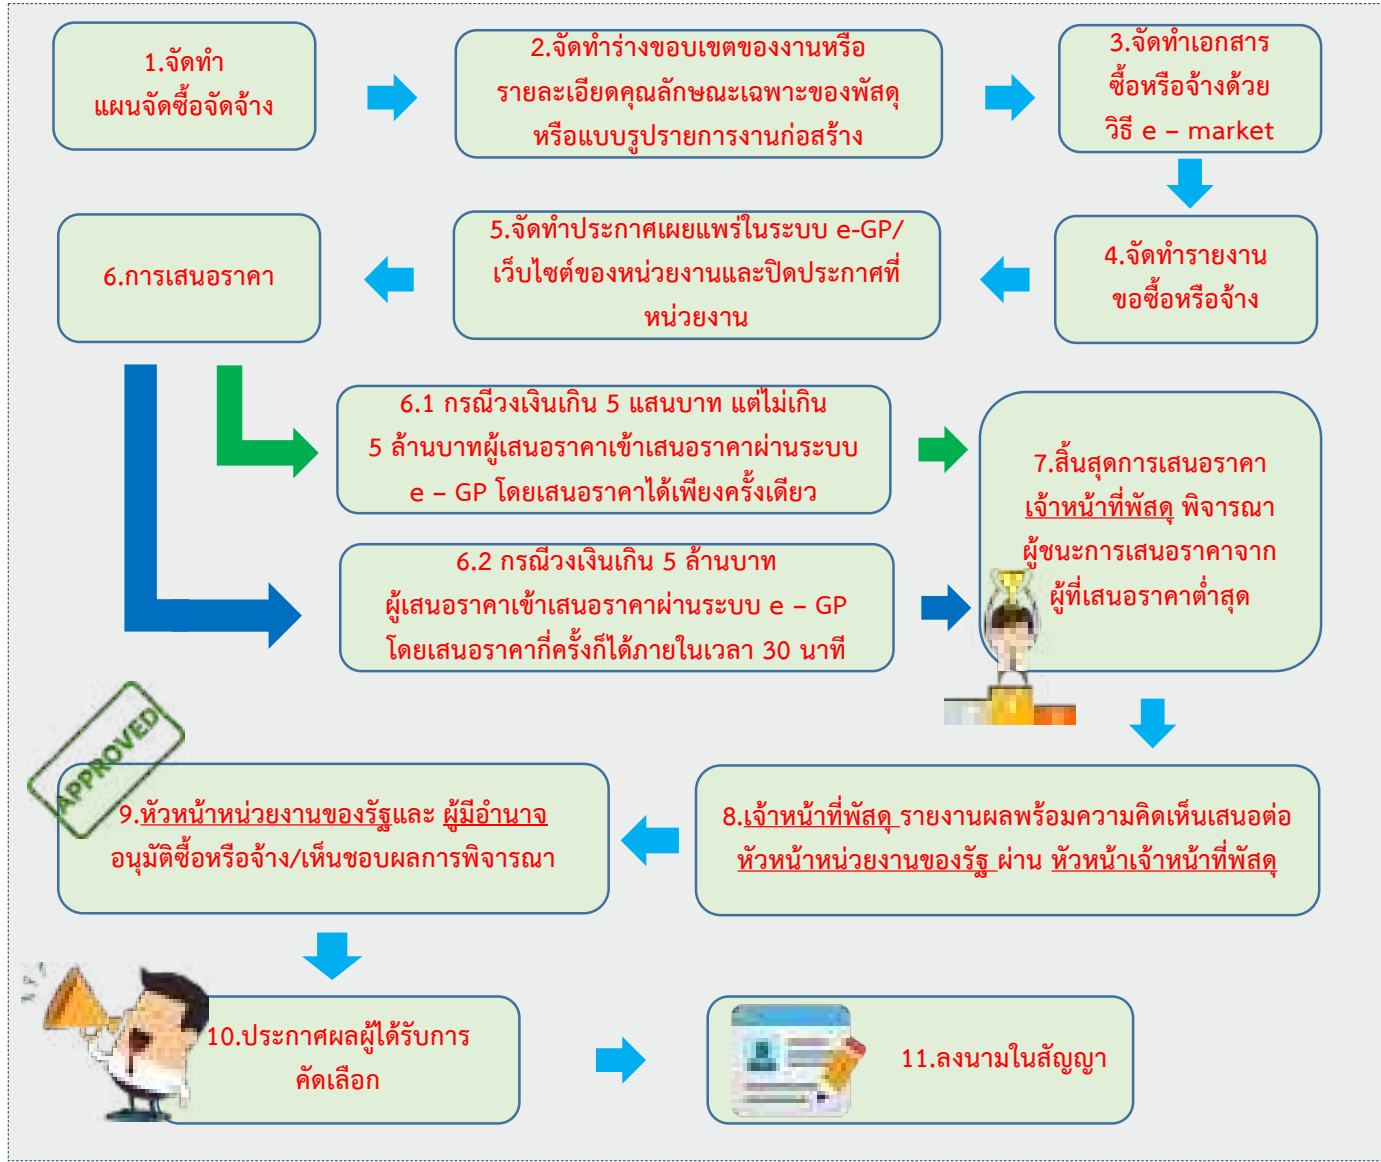 1.จัดทำ
แผนจัดซื้อจัดจ้าง
2.จัดทำร่างขอบเขตของงานหรือ
รายละเอียดคุณลักษณะเฉพาะของพัสดุ
หรือแบบรูปรายการงานก่อสร้าง
3.จัดทำเอกสาร
ซื้อหรือจ้างด้วย
วิธี e – market
4.จัดทำรายงาน
ขอซื้อหรือจ้าง
5.จัดทำประกาศเผยแพร่ในระบบ e-GP/
เว็บไซต์ของหน่วยงานและปิดประกาศที่
หน่วยงาน
6.การเสนอราคา
6.1 กรณีวงเงินเกิน 5 แสนบาท แต่ไม่เกิน
5 ล้านบาทผู้เสนอราคาเข้าเสนอราคาผ่านระบบ
e – GP โดยเสนอราคาได้เพียงครั้งเดียว
6.2 กรณีวงเงินเกิน 5 ล้านบาท
ผู้เสนอราคาเข้าเสนอราคาผ่านระบบ e – GP
โดยเสนอราคากี่ครั้งก็ได้ภายในเวลา 30 นาที
7.สิ้นสุดการเสนอราคา
เจ้าหน้าที่พัสดุ พิจารณา
ผู้ชนะการเสนอราคาจาก
ผู้ที่เสนอราคาต่ำสุด
8.เจ้าหน้าที่พัสดุ รายงานผลพร้อมความคิดเห็นเสนอต่อ
หัวหน้าหน่วยงานของรัฐ ผ่าน หัวหน้าเจ้าหน้าที่พัสดุ
APPROVED
9.หัวหน้าหน่วยงานของรัฐและ ผู้มีอำนาจ
อนุมัติซื้อหรือจ้าง/เห็นชอบผลการพิจารณา
10.ประกาศผลผู้ได้รับการ
คัดเลือก
11.ลงนามในสัญญา